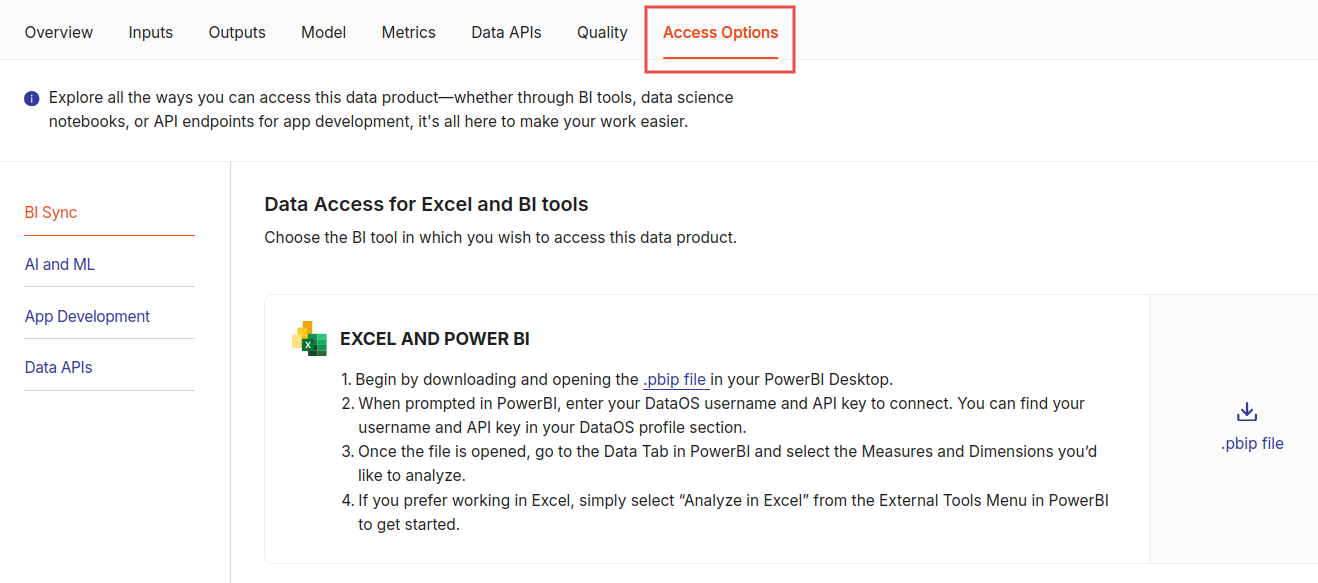 Overview Inputs Outputs Model Metrics Data APIs Quality Access Options
i Explore all the ways you can access this data product—whether through BI tools, data science
notebooks, or API endpoints for app development, it's all here to make your work easier.
BI Sync
AI and ML
App Development
Data APIs
Data Access for Excel and BI tools
Choose the BI tool in which you wish to access this data product.
X EXCEL AND POWER BI
1. Begin by downloading and opening the .pbip file in your PowerBI Desktop.
2. When prompted in PowerBI, enter your DataOS username and API key to connect. You can find your
username and API key in your DataOS profile section.
3. Once the file is opened, go to the Data Tab in PowerBI and select the Measures and Dimensions you’d
like to analyze.
4. If you prefer working in Excel, simply select “Analyze in Excel” from the External Tools Menu in PowerBI
to get started.
.pbip file